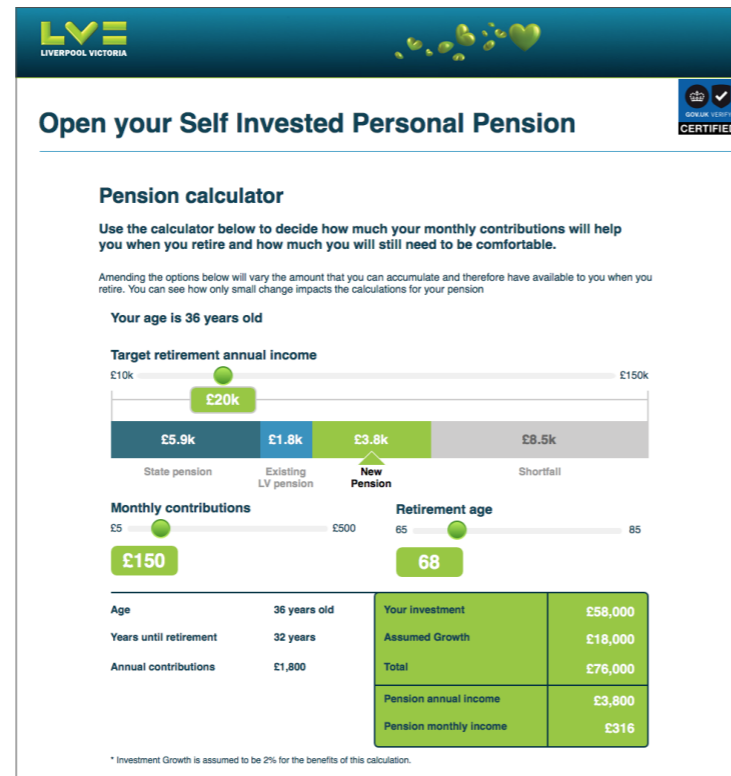 LV=
LIVERPOOL VICTORIA
Open your Self Invested Personal Pension
GOV.UK VERIFY
CERTIFIED
Pension calculator
Use the calculator below to decide how much your monthly contributions will help
you when you retire and how much you will still need to be comfortable.
Amending the options below will vary the amount that you can accumulate and therefore have available to you when you
retire. You can see how only small change impacts the calculations for your pension
Your age is 36 years old
Target retirement annual income
£10k £150k
£20k
£5.9k £1.8k £3.8k £8.5k
State pension Existing New Shortfall
LV pension Pension
Monthly contributions Retirement age
£5 £500 65 85
£150 68
Age 36 years old Your investment £58,000
Years until retirement 32 years Assumed Growth £18,000
Annual contributions £1,800 Total £76,000
Pension annual income £3,800
Pension monthly income £316
* Investment Growth is assumed to be 2% for the benefits of this calculation.